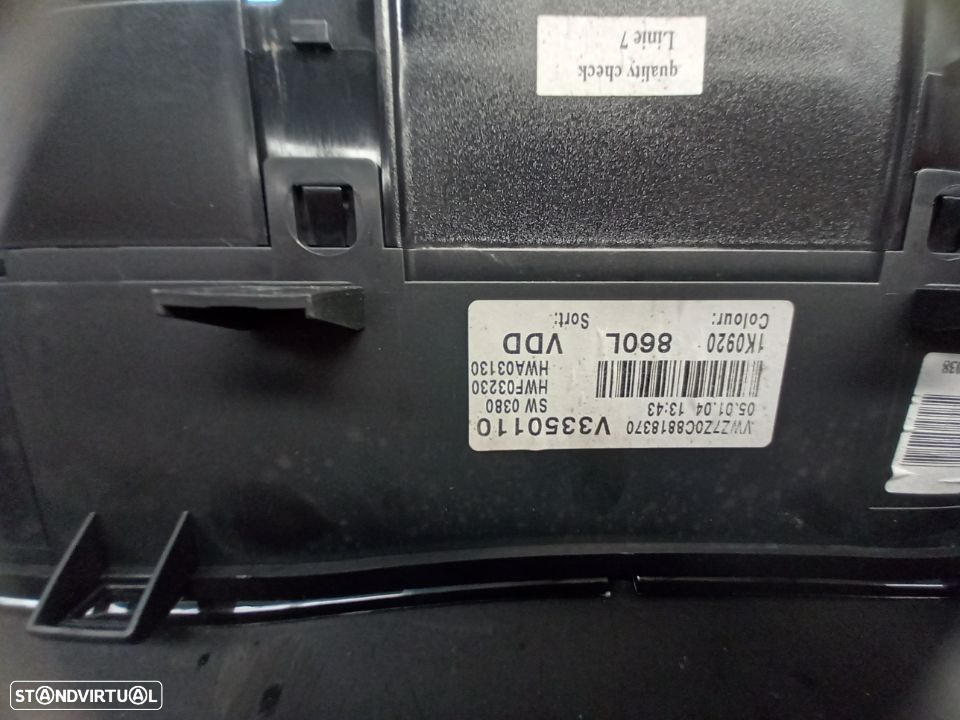 quality check
Linie 7
VWZ7Z0C8818370 V3350110
05.01.04 13:43 SW 0380
HWF03230
HWA03130
1K0920 860L VDD
Colour: Sort:
038
STANDVIRTUAL